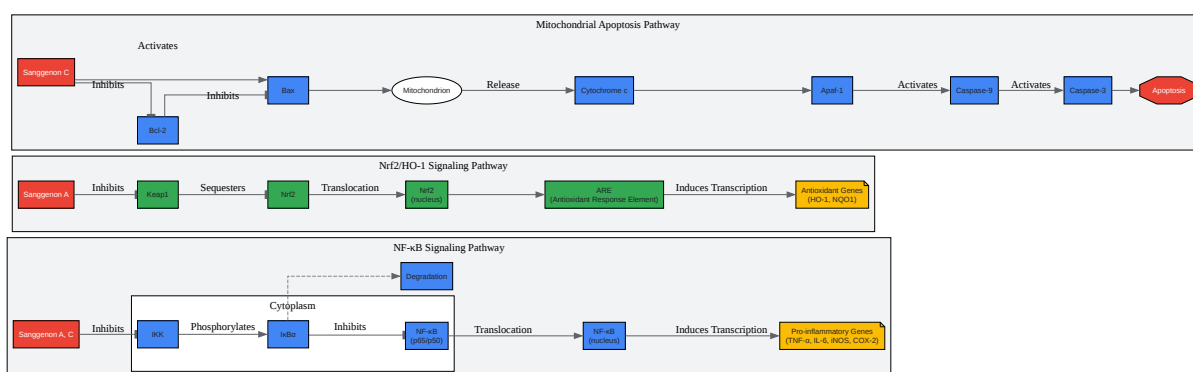 Mitochondrial Apoptosis Pathway
Activates
Sanggenon C
Inhibits
Inhibits
Bcl-2
Bax
Mitochondrion
Release
Cytochrome c
Apaf-1
Activates
Caspase-9
Activates
Caspase-3
Apoptosis
Nrf2/HO-1 Signaling Pathway
Sanggenon A
Inhibits
Keap1
Sequesters
Nrf2
Translocation
Nrf2
(nucleus)
ARE
(Antioxidant Response Element)
Induces Transcription
Antioxidant Genes
(HO-1, NQO1)
NF-κB Signaling Pathway
Degradation
Cytoplasm
Sanggenon A, C
Inhibits
IKK
Phosphorylates
IκBα
Inhibits
NF-κB
(p65/p50)
Translocation
NF-κB
(nucleus)
Induces Transcription
Pro-inflammatory Genes
(TNF-α, IL-6, iNOS, COX-2)